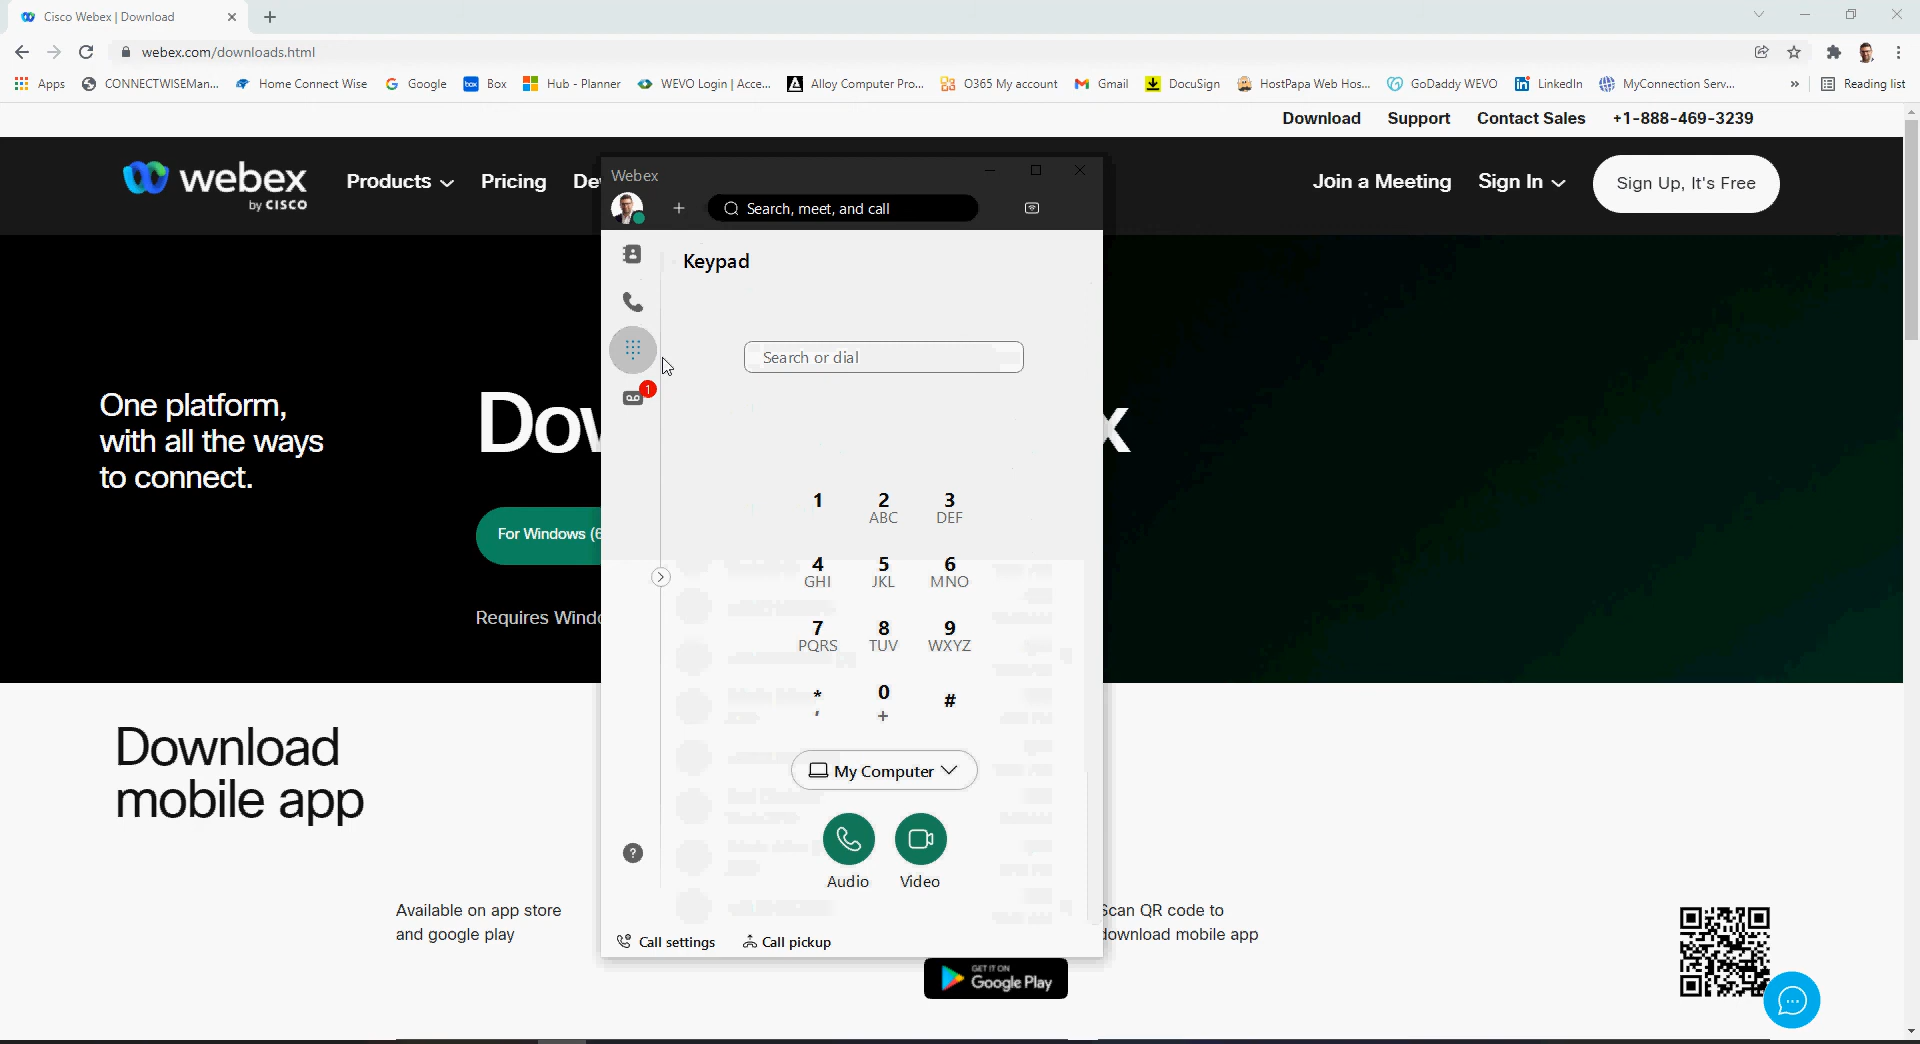 Cisco Webex | Download
webex.com/downloads.html
Apps
CONNECTWISEMan...
Home Connect Wise
Google
box
Box
Hub - Planner
WEVO Login | Acce...
Alloy Computer Pro...
O365 My account
Gmail
DocuSign
HostPapa Web Hos...
GoDaddy WEVO
LinkedIn
MyConnection Serv...
»
Reading list
Download
Support
Contact Sales
+1-888-469-3239
webex
by CISCO
Products
Pricing
De
Join a Meeting
Sign In
Sign Up, It's Free
One platform,
with all the ways
to connect.
Dow
x
For Windows (6
Requires Windo
Webex
Search, meet, and call
Keypad
Search or dial
1
1
2
ABC
3
DEF
4
GHI
5
JKL
6
MNO
7
PQRS
8
TUV
9
WXYZ
*
,
0
+
#
My Computer
Audio
Video
?
Call settings
Call pickup
Download
mobile app
Available on app store
and google play
Scan QR code to
download mobile app
GET IT ON
Google Play